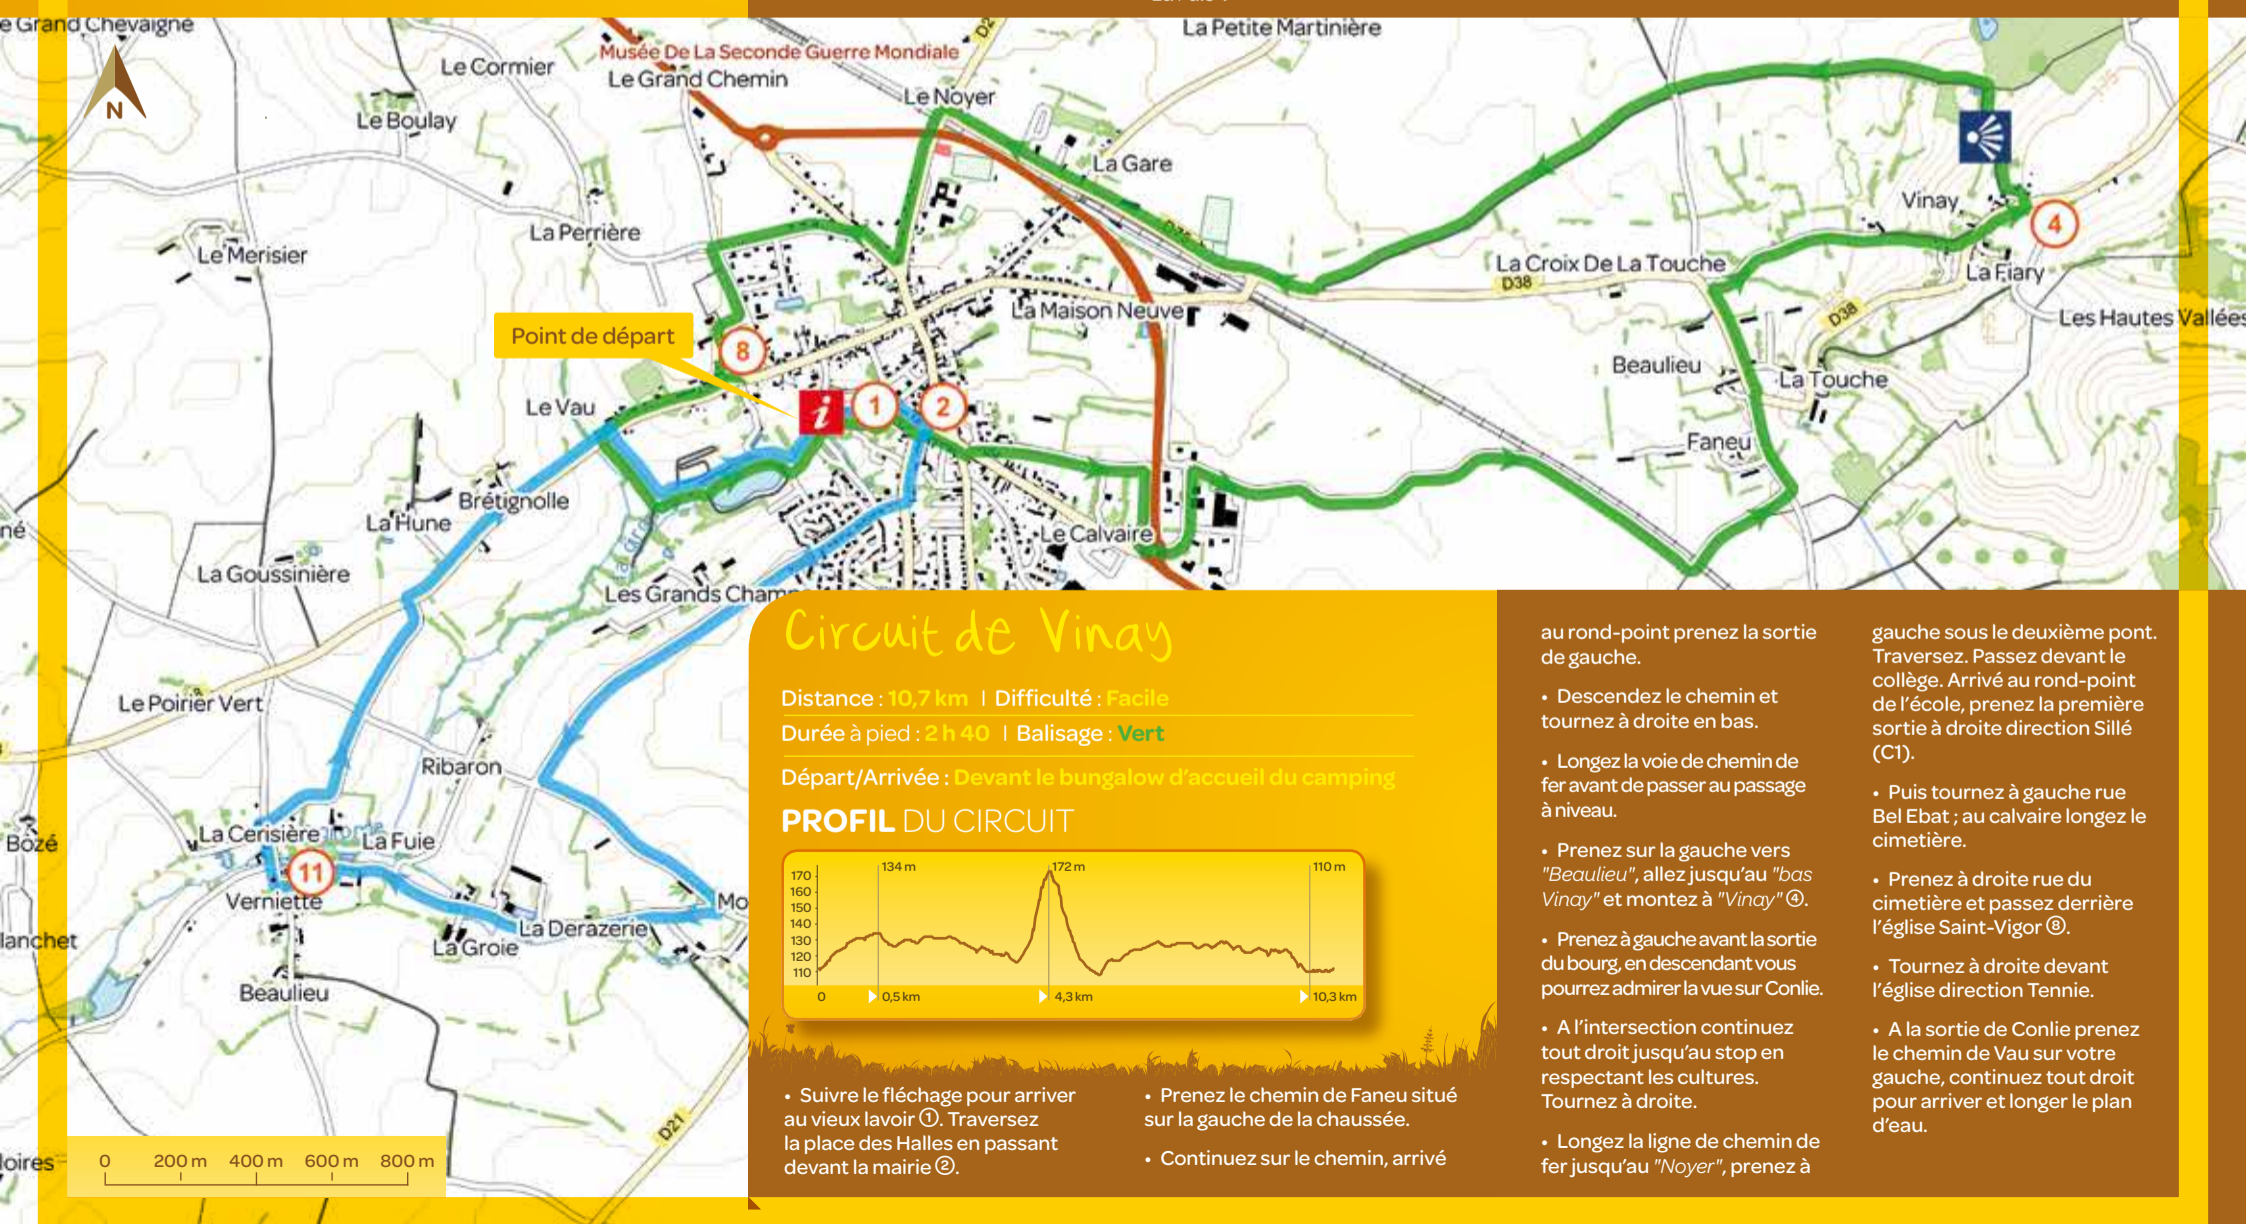 e Grand Chevaigne
La Petite Martinière
Musée De La Seconde Guerre Mondiale
Le Grand Chemin
Le Cormier
N
Le Noyer
Le Boulay
La Gare
Vinay
4
La Perrière
Le Merisier
D38
La Croix De La Touche
La Fiary
La Maison Neuve
D38
Les Hautes Vallées
Point de départ
8
Beaulieu
La Touche
Le Vau
i
1
2
Faneu
Brétignolle
La Hune
né
Le Calvaire
La Goussinière
Les Grands Cham
Le Poirier Vert
Ribaron
La Cerisière
La Fuie
Bozé
11
Verniette
Mo
La Derazerie
La Groie
lanchet
Beaulieu
D21
loires
0 200 m 400 m 600 m 800 m
Circuit de Vinay
Distance : 10,7 km | Difficulté : Facile
Durée à pied : 2 h 40 | Balisage : Vert
Départ/Arrivée : Devant le bungalow d'accueil du camping
PROFIL DU CIRCUIT
134 m 172 m 110 m
170
160
150
140
130
120
110
0 0,5 km 4,3 km 10,3 km
• Suivre le fléchage pour arriver
au vieux lavoir ①. Traversez
la place des Halles en passant
devant la mairie ②.
• Prenez le chemin de Faneu situé
sur la gauche de la chaussée.
• Continuez sur le chemin, arrivé
au rond-point prenez la sortie
de gauche.
• Descendez le chemin et
tournez à droite en bas.
• Longez la voie de chemin de
fer avant de passer au passage
à niveau.
• Prenez sur la gauche vers
"Beaulieu", allez jusqu'au "bas
Vinay" et montez à "Vinay" ④.
• Prenez à gauche avant la sortie
du bourg, en descendant vous
pourrez admirer la vue sur Conlie.
• A l'intersection continuez
tout droit jusqu'au stop en
respectant les cultures.
Tournez à droite.
• Longez la ligne de chemin de
fer jusqu'au "Noyer", prenez à
gauche sous le deuxième pont.
Traversez. Passez devant le
collège. Arrivé au rond-point
de l'école, prenez la première
sortie à droite direction Sillé
(C1).
• Puis tournez à gauche rue
Bel Ebat ; au calvaire longez le
cimetière.
• Prenez à droite rue du
cimetière et passez derrière
l'église Saint-Vigor ⑧.
• Tournez à droite devant
l'église direction Tennie.
• A la sortie de Conlie prenez
le chemin de Vau sur votre
gauche, continuez tout droit
pour arriver et longer le plan
d'eau.